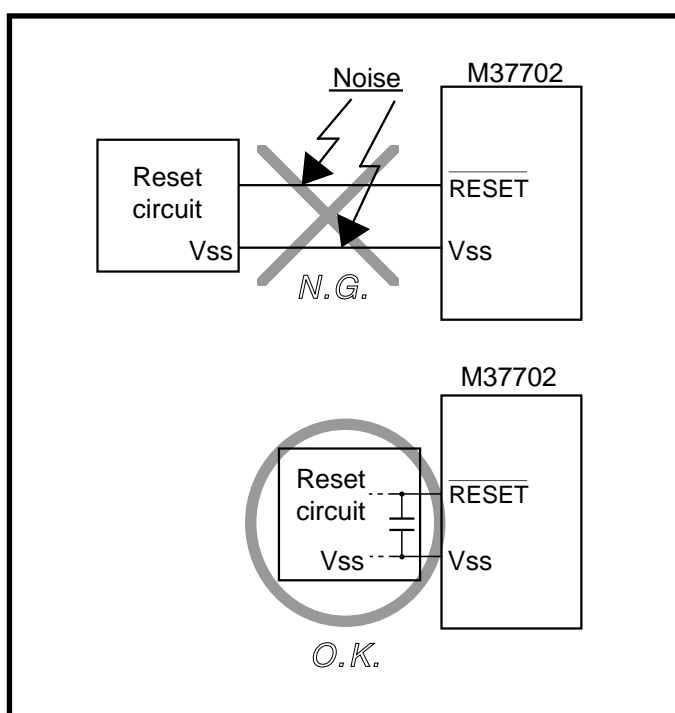 Noise
M37702
Reset
circuit
RESET
Vss
Vss
N.G.
M37702
Reset
circuit
RESET
Vss
Vss
O.K.